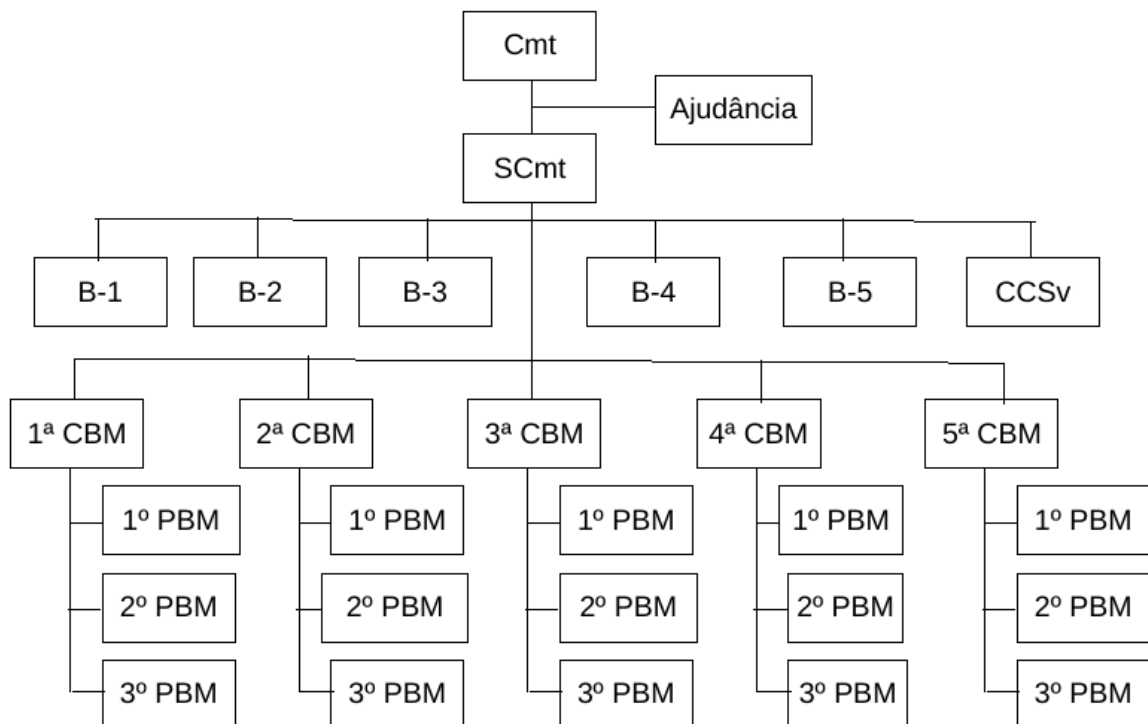 Cmt
Ajudância
SCmt
B-1
B-2
B-3
B-4
B-5
CCSv
1ª CBM
2ª CBM
3ª CBM
4ª CBM
5ª CBM
1º PBM
1º PBM
1º PBM
1º PBM
1º PBM
2º PBM
2º PBM
2º PBM
2º PBM
2º PBM
3º PBM
3º PBM
3º PBM
3º PBM
3º PBM